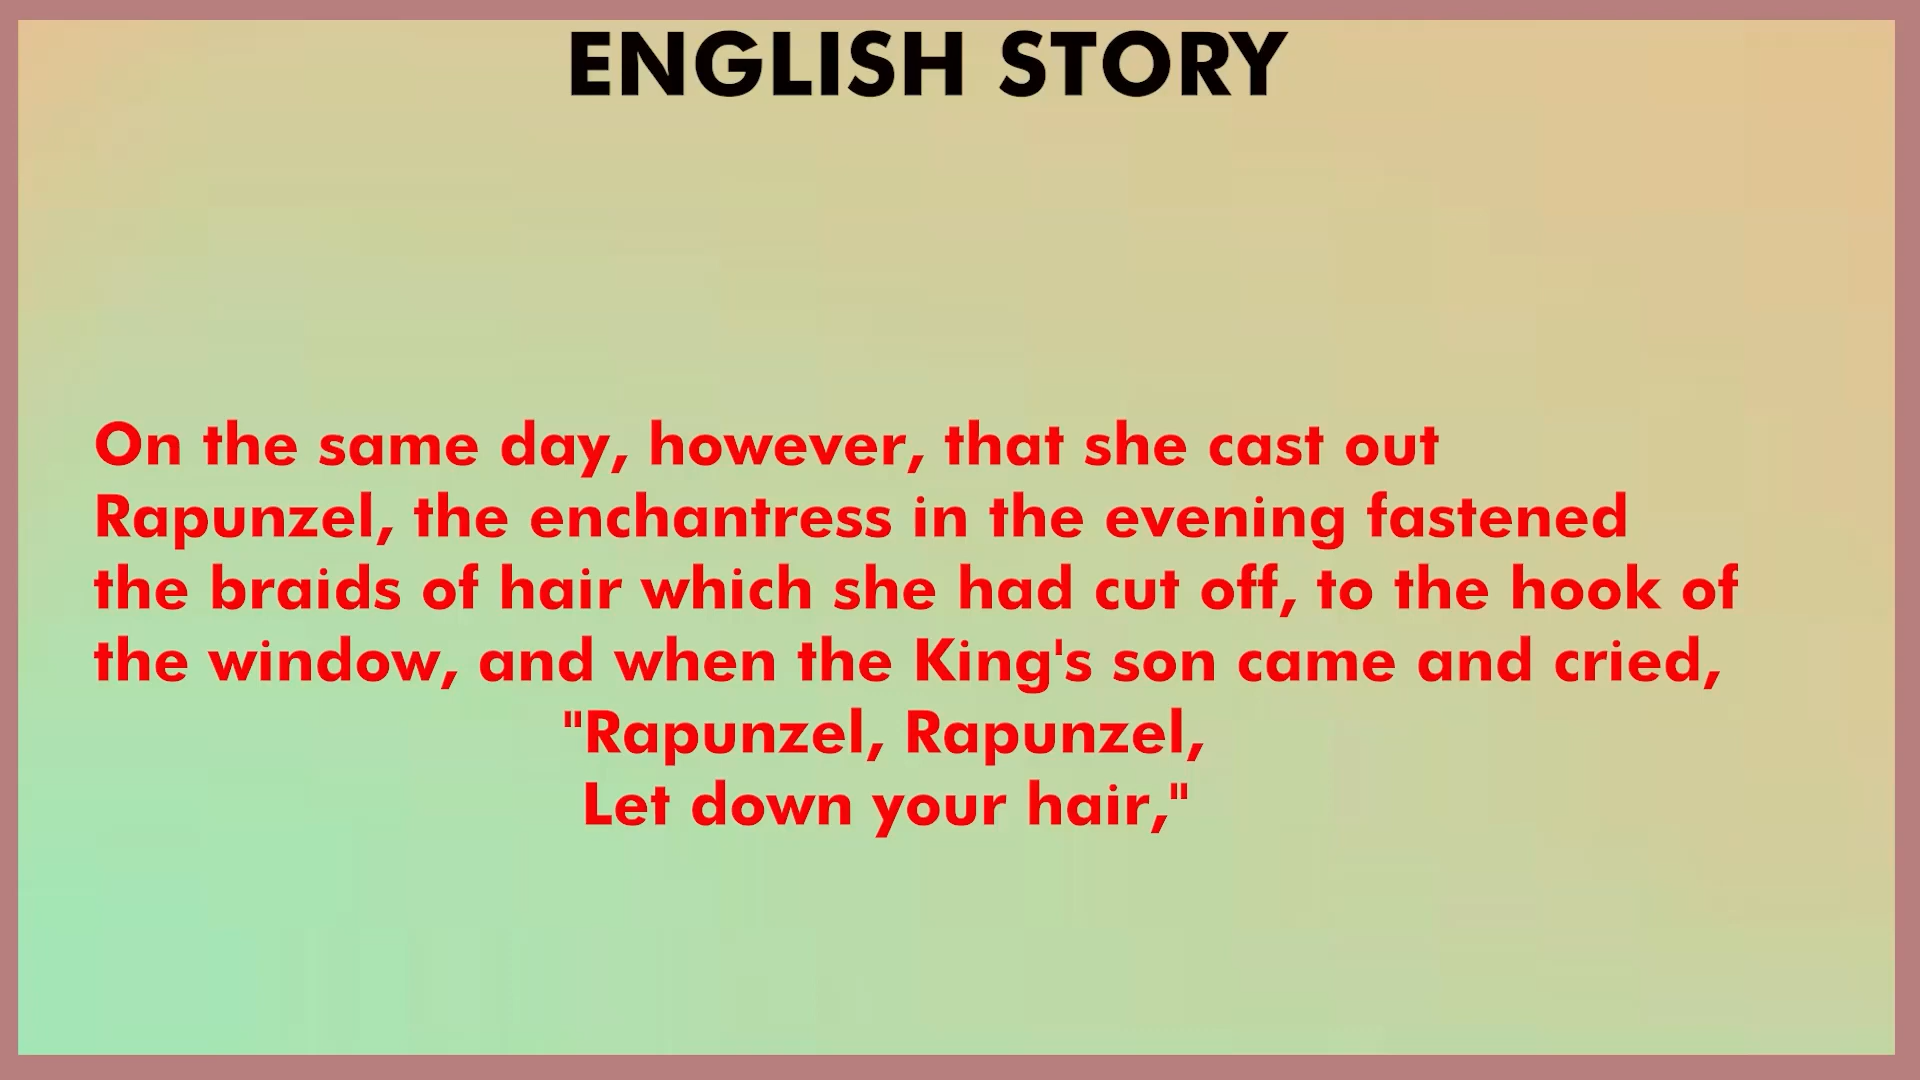 ENGLISH STORY
On the same day, however, that she cast out
Rapunzel, the enchantress in the evening fastened
the braids of hair which she had cut off, to the hook of
the window, and when the King's son came and cried,
"Rapunzel, Rapunzel,
Let down your hair,"